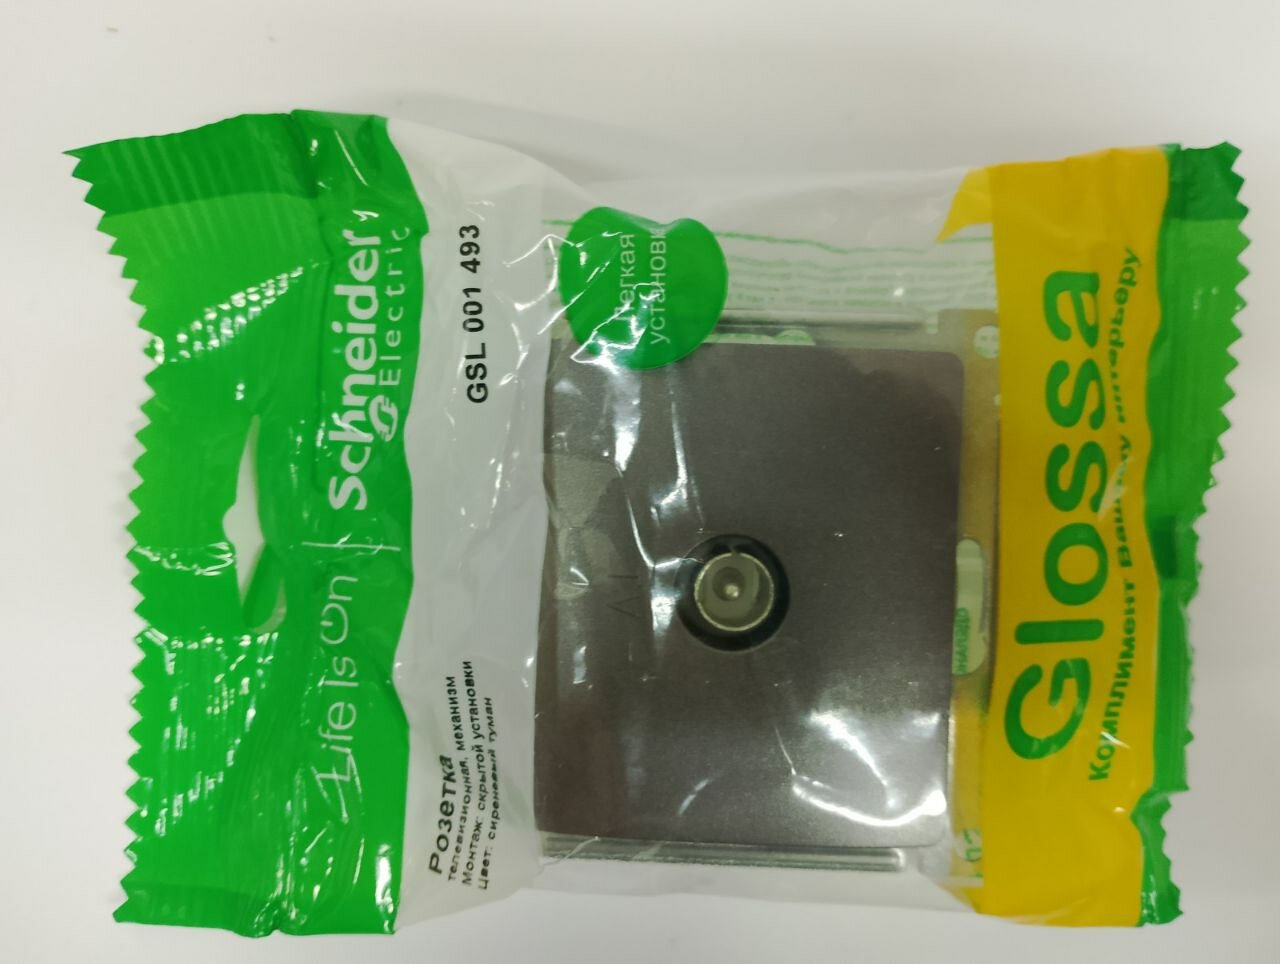 Life Is On
Schneider
Electric
GSL 001 493
Розетка
телевизионная, механизм
Монтаж: скрытой установки
Цвет: сиреневый туман
Легкая
установка
TV
Glossa
Комплимент Вашему интерьеру